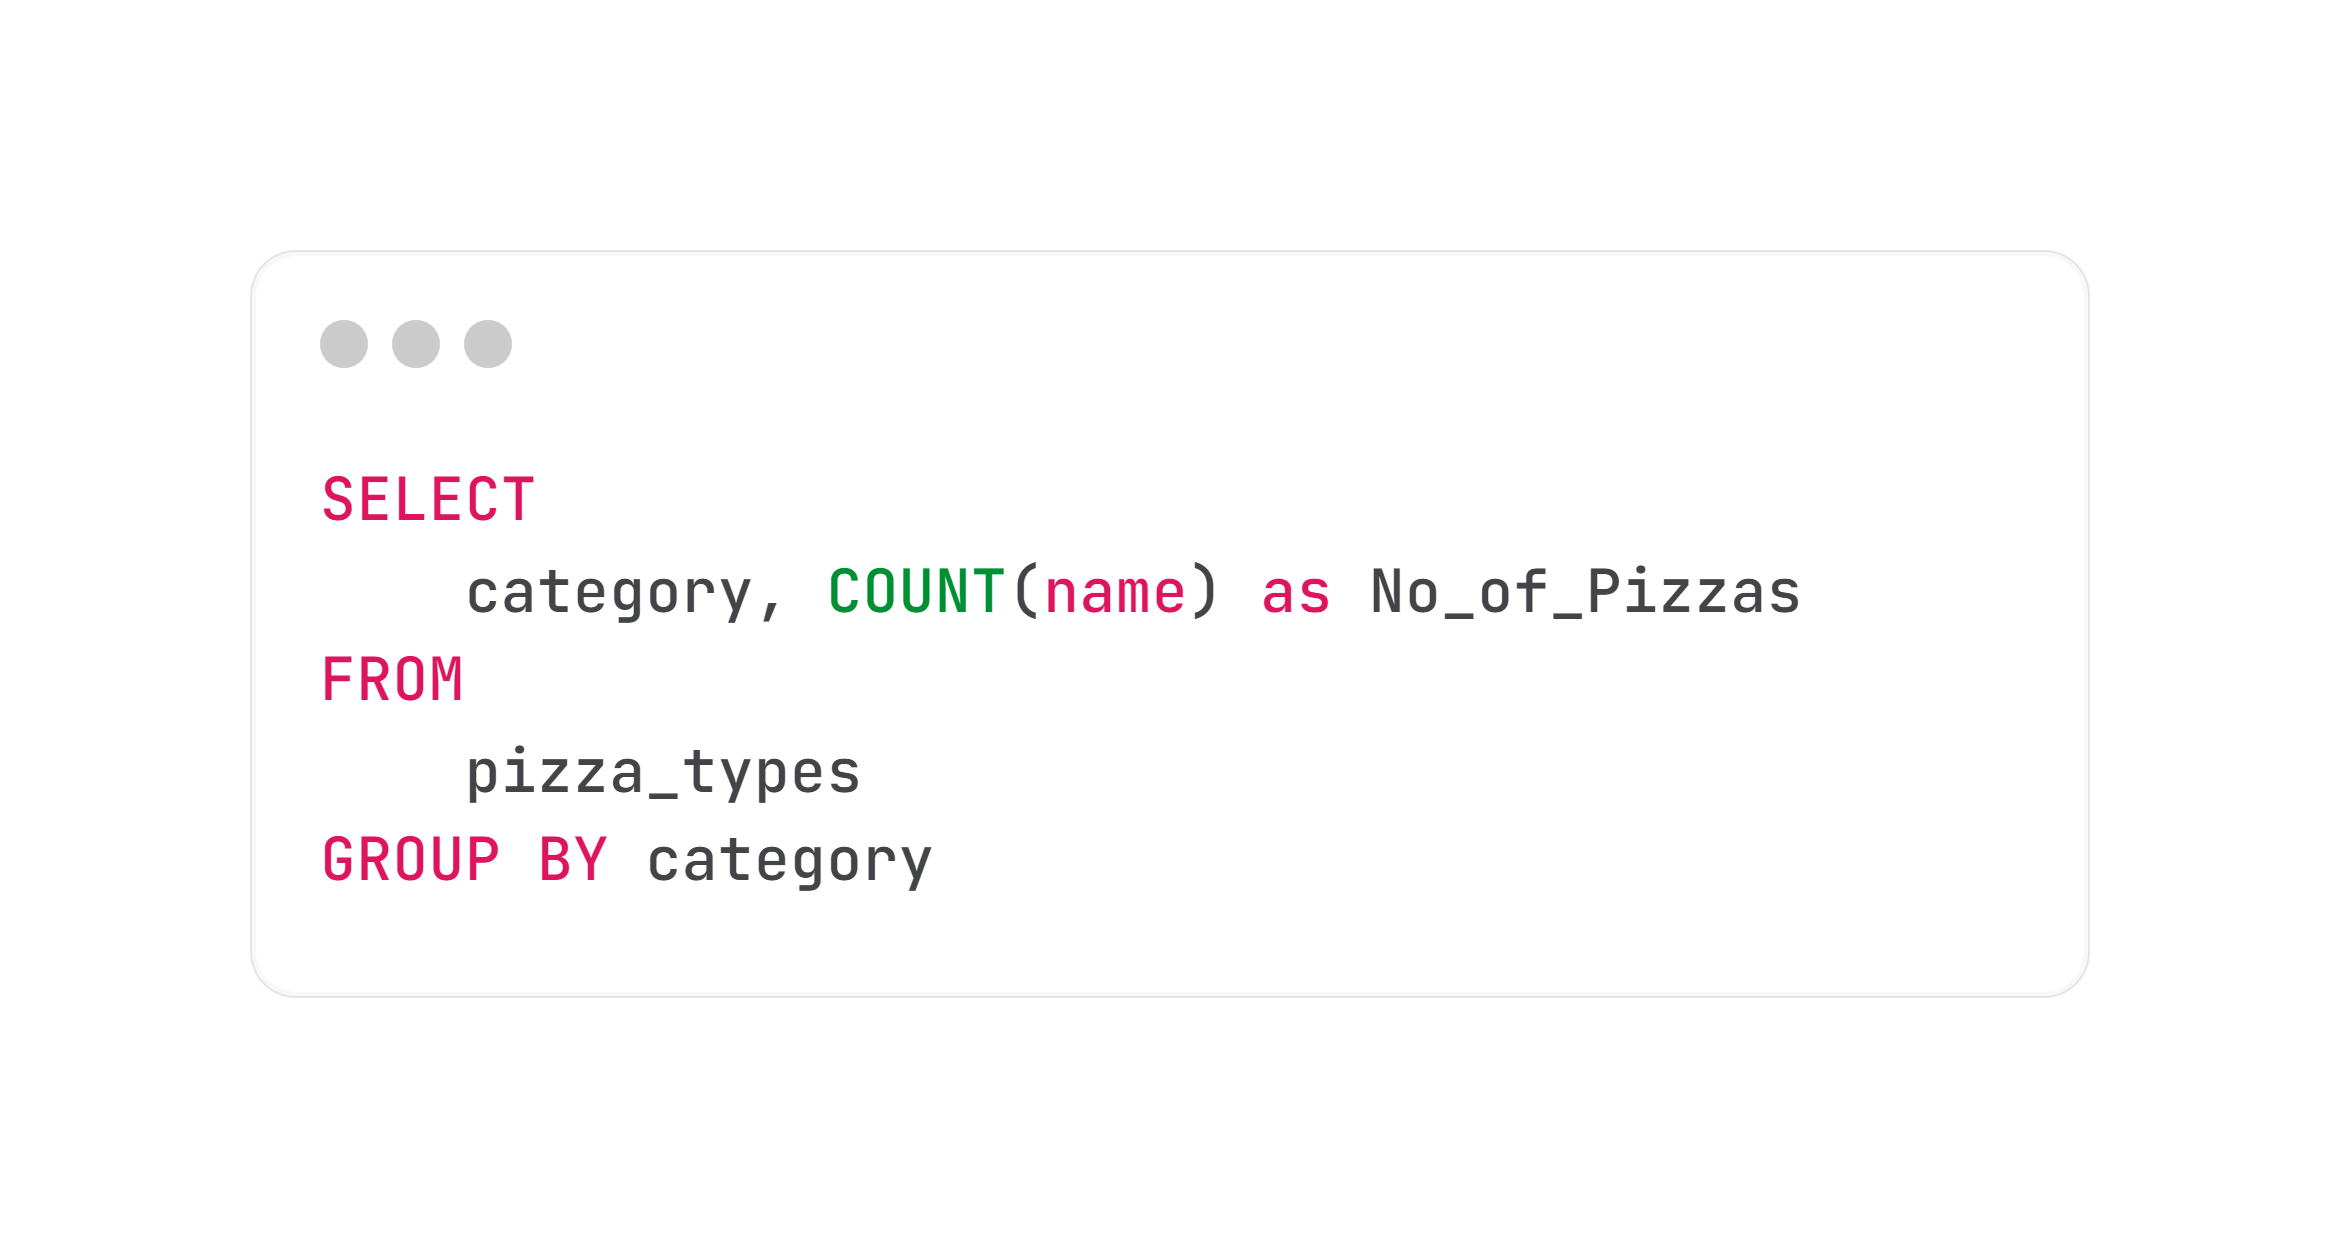 SELECT
    category, COUNT(name) as No_of_Pizzas
FROM
    pizza_types
GROUP BY category